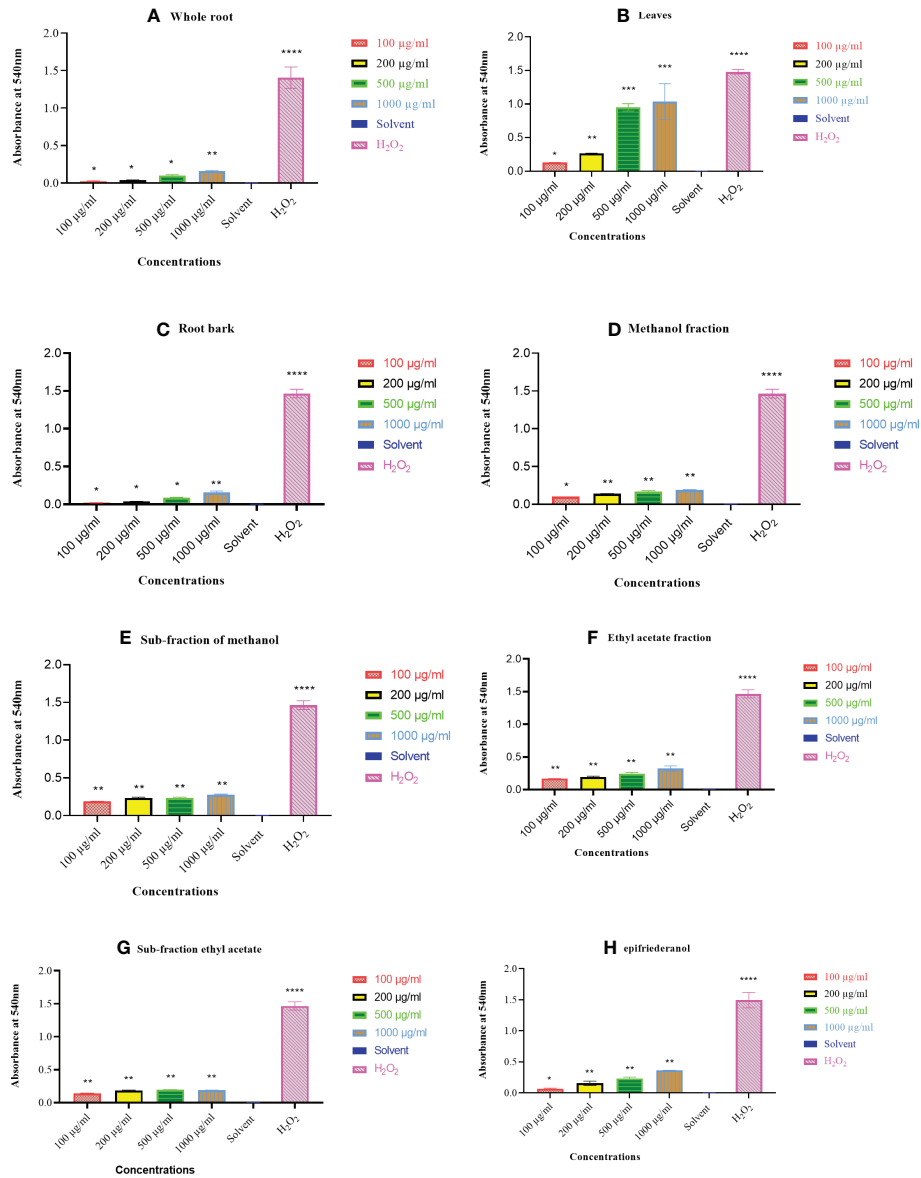 A Whole root
Absorbance at 540nm
2.0
1.5
1.0
0.5
0.0
* * * ** ****
100 µg/ml 200 µg/ml 500 µg/ml 1000 µg/ml Solvent H₂O₂
Concentrations
100 µg/ml
200 µg/ml
500 µg/ml
1000 µg/ml
Solvent
H₂O₂
B Leaves
Absorbance at 540nm
2.0
1.5
1.0
0.5
0.0
* ** *** *** ****
100 µg/ml 200 µg/ml 500 µg/ml 1000 µg/ml Solvent H₂O₂
Concentrations
100 µg/ml
200 µg/ml
500 µg/ml
1000 µg/ml
Solvent
H₂O₂
C Root bark
Absorbance at 540nm
2.0
1.5
1.0
0.5
0.0
* * * ** ****
100 µg/ml 200 µg/ml 500 µg/ml 1000 µg/ml Solvent H₂O₂
Concentrations
100 µg/ml
200 µg/ml
500 µg/ml
1000 µg/ml
Solvent
H₂O₂
D Methanol fraction
Absorbance at 540nm
2.0
1.5
1.0
0.5
0.0
* ** ** ** ****
100 µg/ml 200 µg/ml 500 µg/ml 1000 µg/ml Solvent H₂O₂
Concentrations
100 µg/ml
200 µg/ml
500 µg/ml
1000 µg/ml
Solvent
H₂O₂
E Sub-fraction of methanol
Absorbance at 540nm
2.0
1.5
1.0
0.5
0.0
** ** ** ** ****
100 µg/ml 200 µg/ml 500 µg/ml 1000 µg/ml Solvent H₂O₂
Concentrations
100 µg/ml
200 µg/ml
500 µg/ml
1000 µg/ml
Solvent
H₂O₂
F Ethyl acetate fraction
Absorbance at 540nm
2.0
1.5
1.0
0.5
0.0
** ** ** ** ****
100 µg/ml 200 µg/ml 500 µg/ml 1000 µg/ml Solvent H₂O₂
Concentrations
100 µg/ml
200 µg/ml
500 µg/ml
1000 µg/ml
Solvent
H₂O₂
G Sub-fraction ethyl acetate
Absorbance at 540nm
2.0
1.5
1.0
0.5
0.0
** ** ** ** ****
100 µg/ml 200 µg/ml 500 µg/ml 1000 µg/ml Solvent H₂O₂
Concentrations
100 µg/ml
200 µg/ml
500 µg/ml
1000 µg/ml
Solvent
H₂O₂
H epifriederanol
Absorbance at 540nm
2.0
1.5
1.0
0.5
0.0
* ** ** ** ****
100 µg/ml 200 µg/ml 500 µg/ml 1000 µg/ml Solvent H₂O₂
Concentrations
100 µg/ml
200 µg/ml
500 µg/ml
1000 µg/ml
Solvent
H₂O₂